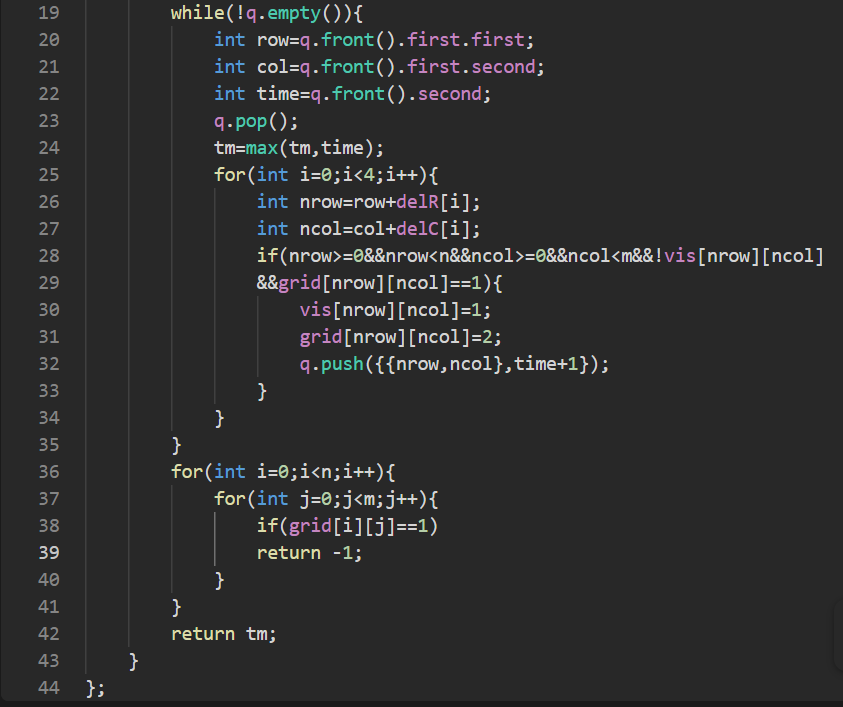 19 while(!q.empty()){
20 int row=q.front().first.first;
21 int col=q.front().first.second;
22 int time=q.front().second;
23 q.pop();
24 tm=max(tm,time);
25 for(int i=0;i<4;i++){
26 int nrow=row+delR[i];
27 int ncol=col+delC[i];
28 if(nrow>=0&&nrow<n&&ncol>=0&&ncol<m&&!vis[nrow][ncol]
29 &&grid[nrow][ncol]==1){
30 vis[nrow][ncol]=1;
31 grid[nrow][ncol]=2;
32 q.push({{nrow,ncol},time+1});
33 }
34 }
35 }
36 for(int i=0;i<n;i++){
37 for(int j=0;j<m;j++){
38 if(grid[i][j]==1)
39 return -1;
40 }
41 }
42 return tm;
43 }
44 };